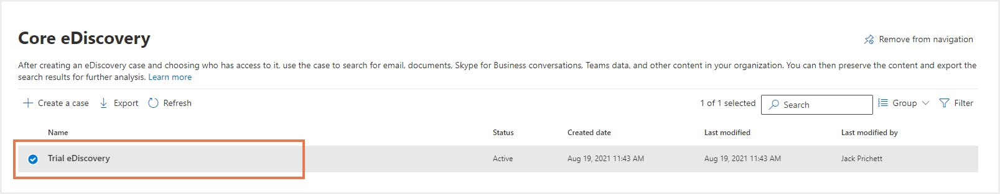 Core eDiscovery
Remove from navigation
After creating an eDiscovery case and choosing who has access to it, use the case to search for email, documents, Skype for Business conversations, Teams data, and other content in your organization. You can then preserve the content and export the
search results for further analysis. Learn more
Create a case Export Refresh 1 of 1 selected Search Group Filter
Name Status Created date Last modified Last modified by
Trial eDiscovery Active Aug 19, 2021 11:43 AM Aug 19, 2021 11:43 AM Jack Prichett